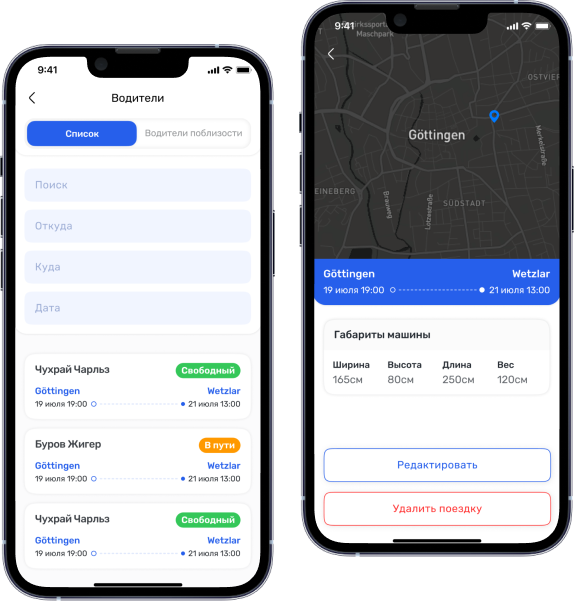 9:41
Водители
Список
Водители поблизости
Поиск
Откуда
Куда
Дата
Чухрай Чарльз
Свободный
Göttingen
Wetzlar
19 июля 19:00
21 июля 13:00
Буров Жигер
В пути
Göttingen
Wetzlar
19 июля 19:00
21 июля 13:00
Чухрай Чарльз
Свободный
Göttingen
Wetzlar
19 июля 19:00
21 июля 13:00
9:41
Maschpark
OSTVIER
Göttingen
Merkelstraße
EINEBERG
Brauweg
Lotzestraße
SÜDSTADT
Göttingen
Wetzlar
19 июля 19:00
21 июля 13:00
Габариты машины
Ширина Высота Длина Вес
165см 80см 250см 120см
Редактировать
Удалить поездку